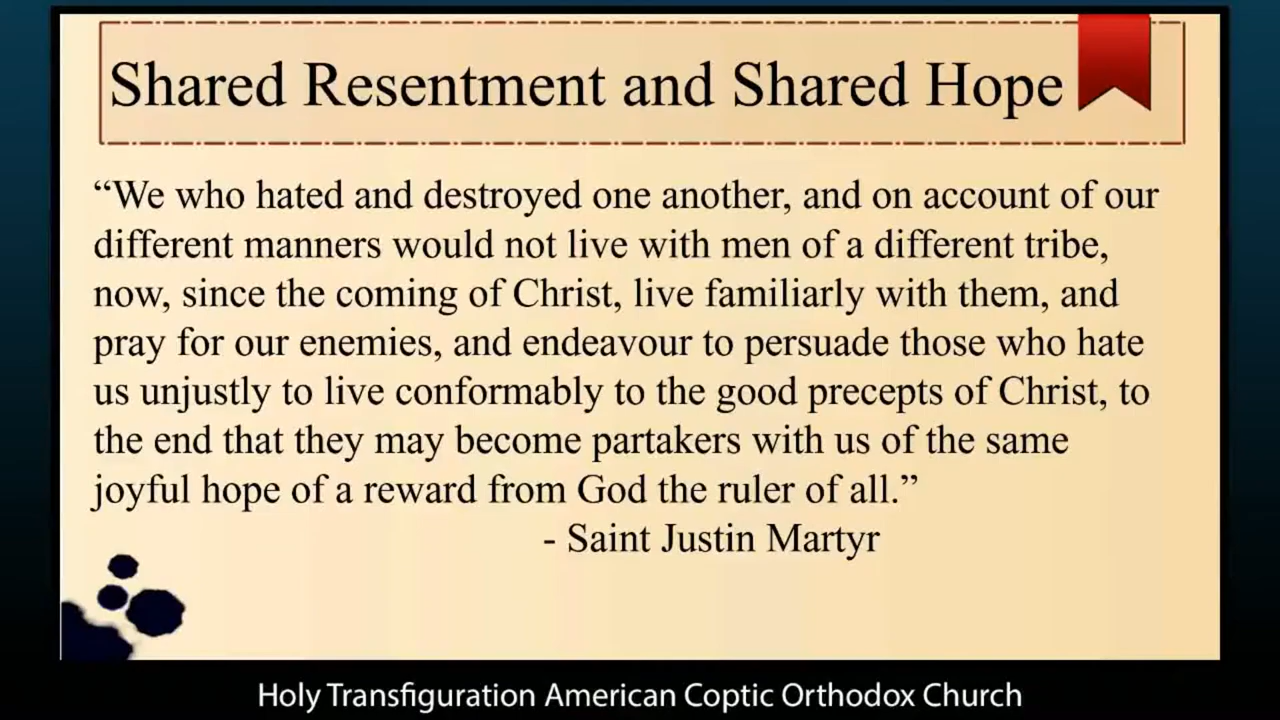 Shared Resentment and Shared Hope
“We who hated and destroyed one another, and on account of our
different manners would not live with men of a different tribe,
now, since the coming of Christ, live familiarly with them, and
pray for our enemies, and endeavour to persuade those who hate
us unjustly to live conformably to the good precepts of Christ, to
the end that they may become partakers with us of the same
joyful hope of a reward from God the ruler of all.”
- Saint Justin Martyr
Holy Transfiguration American Coptic Orthodox Church